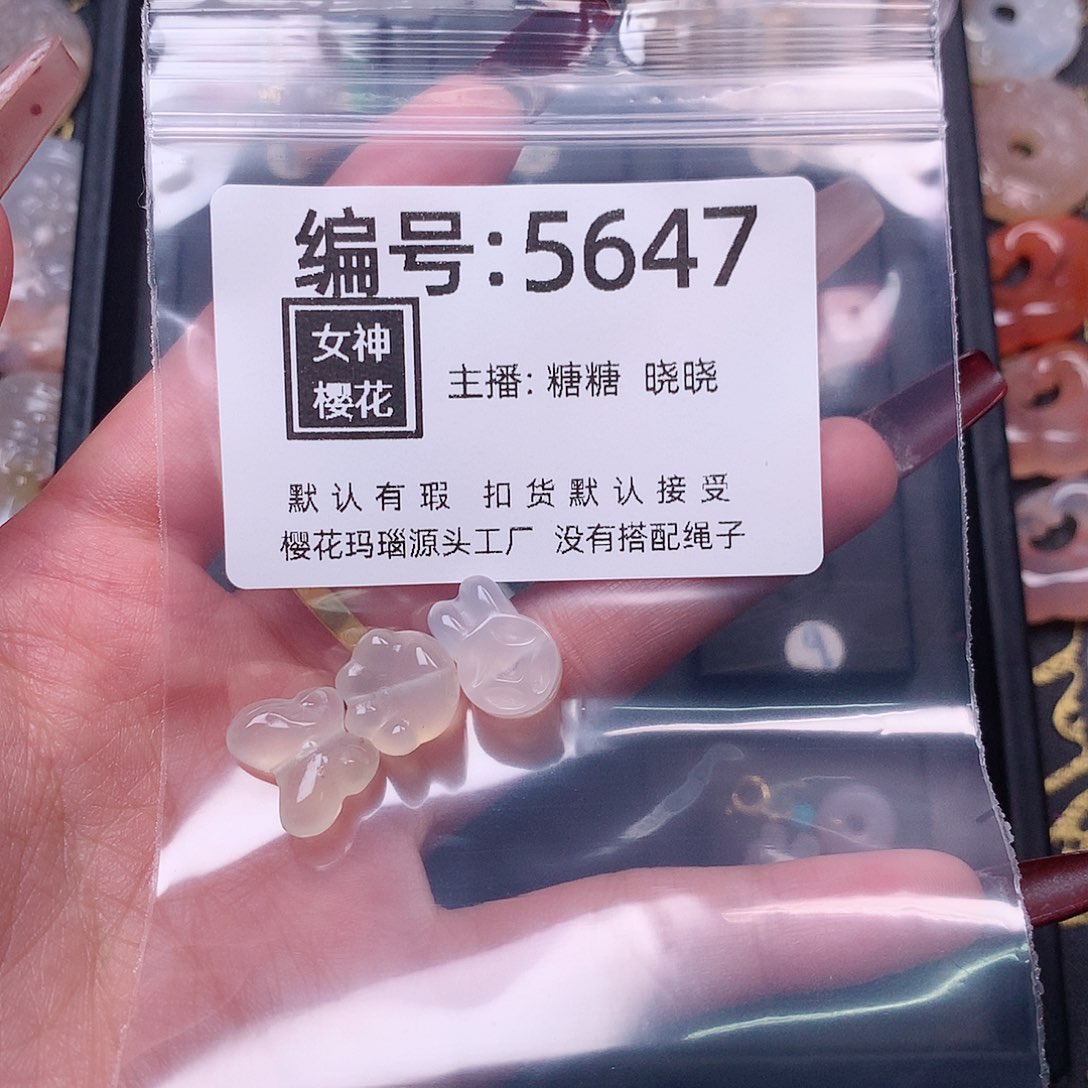 编号:5647
女神
樱花
主播: 糖糖 晓晓
默认有瑕 扣货默认接受
樱花玛瑙源头工厂 没有搭配绳子